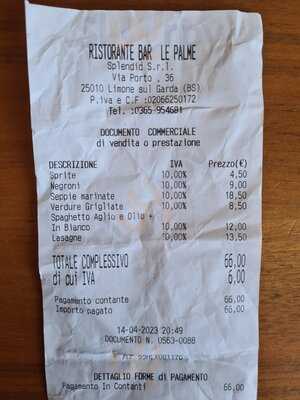 RISTORANTE BAR LE PALME
Splendid S.r.l.
Via Porto . 36
25010 Limone sul Garda (BS)
P.iva e C.F :02066250172
Tel. :0365-954681
DOCUMENTO COMMERCIALE
di vendita o prestazione
DESCRIZIONE IVA Prezzo(€)
Sprite 10,00% 4,50
Negroni 10,00% 9,00
Seppie marinate 10,00% 18,50
Verdure Grigliate 10,00% 8,50
Spaghetto Aglio e Olio +
In Bianco 10,00% 12,00
Lasagne 10,00% 13,50
TOTALE COMPLESSIVO 66,00
di cui IVA 6,00
Pagamento contante 66,00
Importo pagato 66,00
14-04-2023 20:49
DOCUMENTO N. 0563-0088
DETTAGLIO FORME di PAGAMENTO
Pagamento In Contanti 66,00